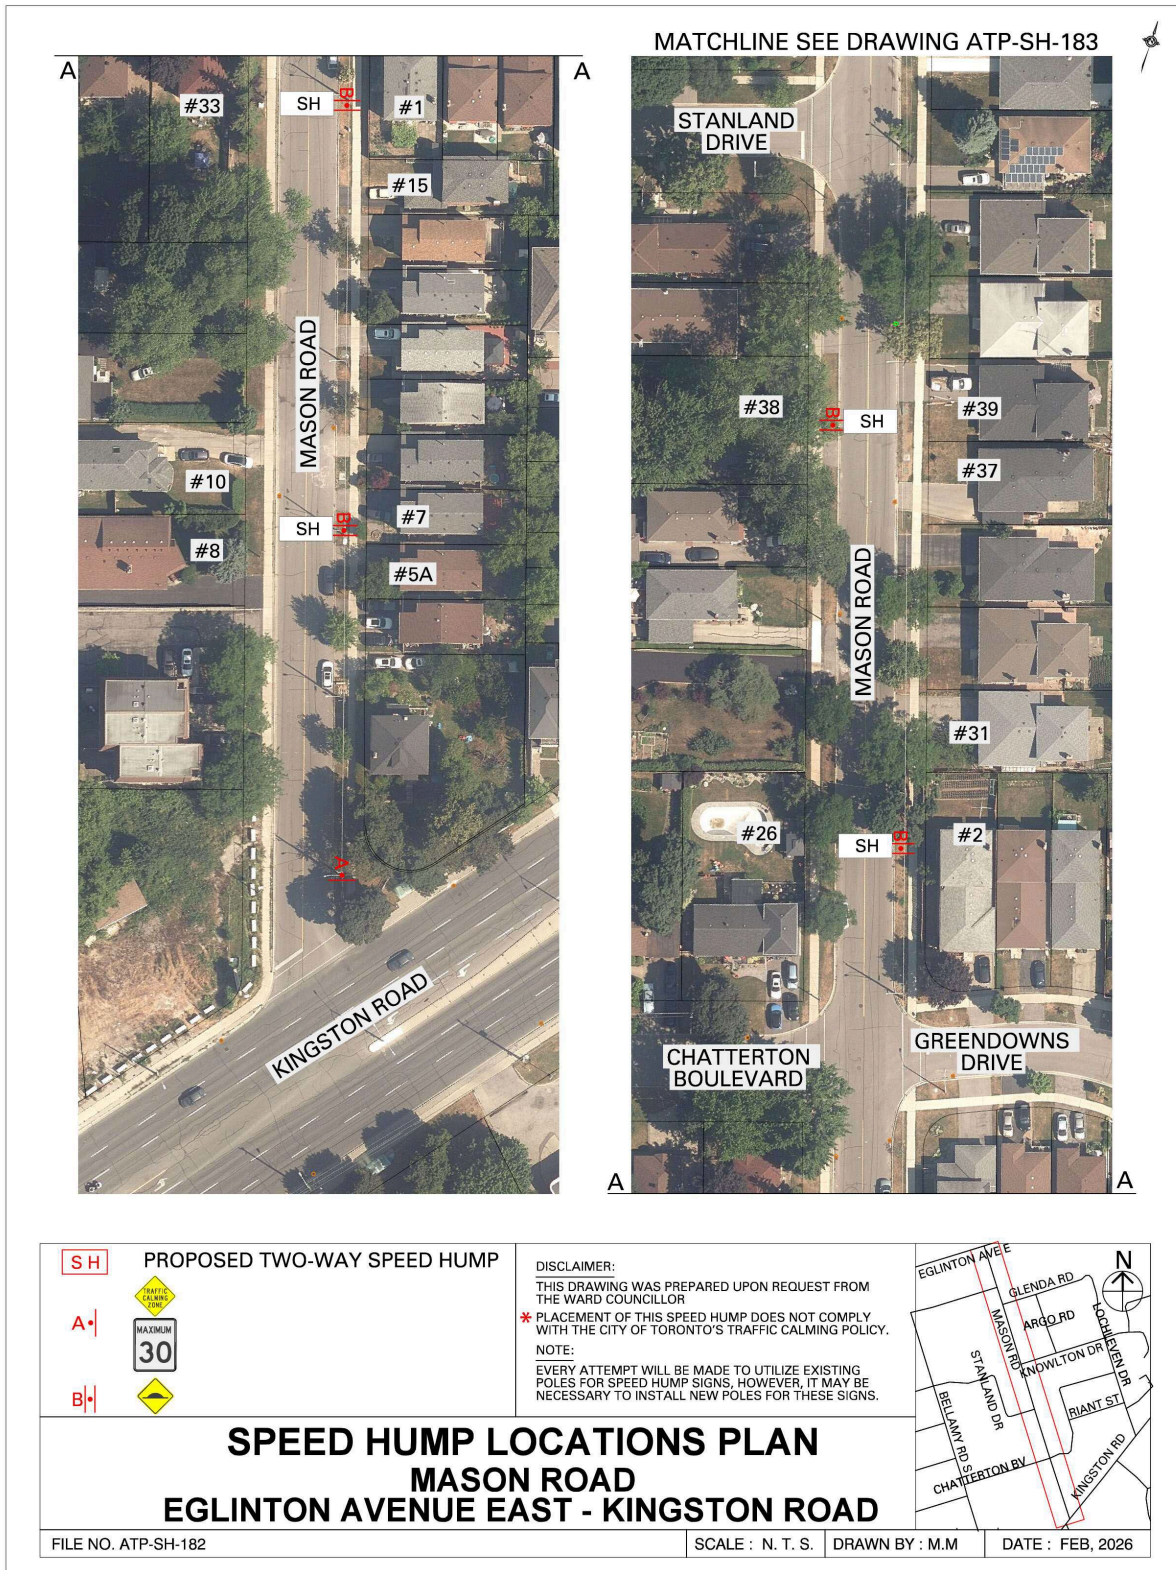 MATCHLINE SEE DRAWING ATP-SH-183
A
A
#33
SH
B
#1
#15
MASON ROAD
#10
#7
SH
B
#8
#5A
A
KINGSTON ROAD
STANLAND
DRIVE
#38
B
SH
#39
#37
MASON ROAD
#31
#26
SH
B
#2
CHATTERTON
BOULEVARD
GREENDOWNS
DRIVE
A
A
SH
PROPOSED TWO-WAY SPEED HUMP
A
TRAFFIC
CALMING
ZONE
MAXIMUM
30
B
DISCLAIMER:
THIS DRAWING WAS PREPARED UPON REQUEST FROM
THE WARD COUNCILLOR
* PLACEMENT OF THIS SPEED HUMP DOES NOT COMPLY
WITH THE CITY OF TORONTO'S TRAFFIC CALMING POLICY.
NOTE:
EVERY ATTEMPT WILL BE MADE TO UTILIZE EXISTING
POLES FOR SPEED HUMP SIGNS, HOWEVER, IT MAY BE
NECESSARY TO INSTALL NEW POLES FOR THESE SIGNS.
EGLINTON AVE E
N
GLENDA RD
MASON RD
ARGO RD
LOCHLEVEN DR
KNOWLTON DR
STANLAND DR
RIANT ST
BELLAMY RD S
CHATTERTON BV
KINGSTON RD
SPEED HUMP LOCATIONS PLAN
MASON ROAD
EGLINTON AVENUE EAST - KINGSTON ROAD
FILE NO. ATP-SH-182
SCALE : N. T. S.
DRAWN BY : M.M
DATE : FEB, 2026